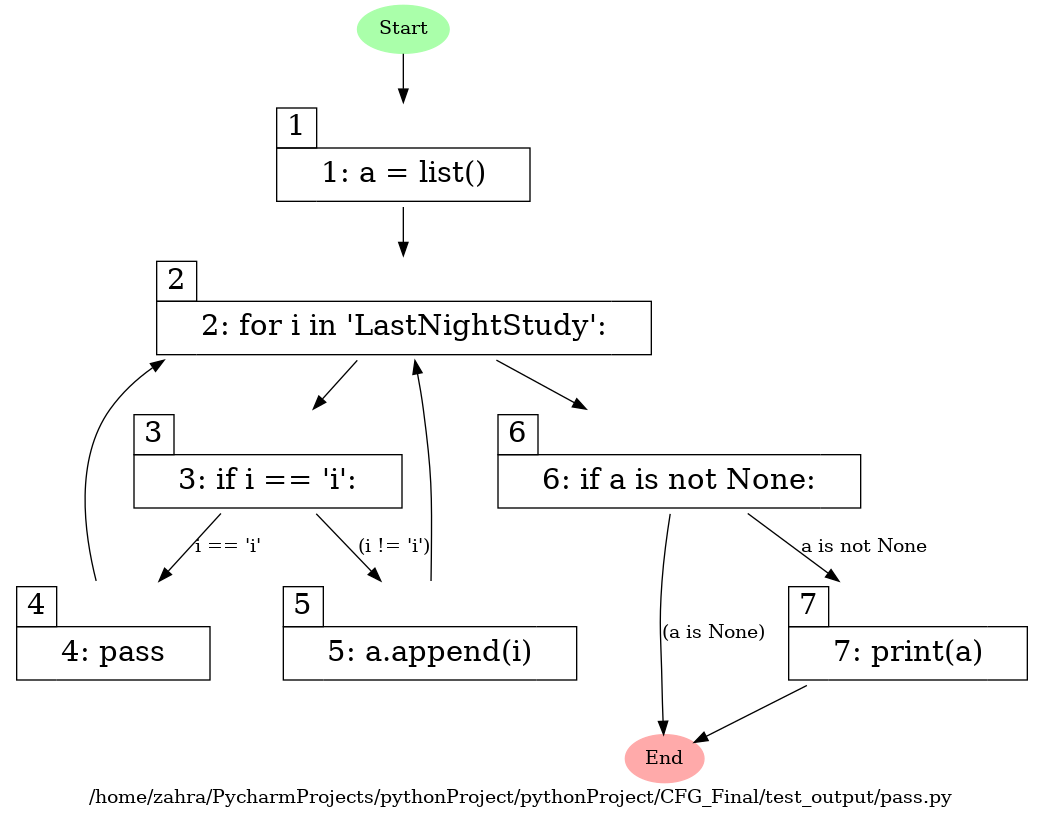 Start
1
1: a = list()
2
2: for i in 'LastNightStudy':
3
3: if i == 'i':
6
6: if a is not None:
i == 'i'
(i != 'i')
a is not None
4
4: pass
5
5: a.append(i)
(a is None)
7
7: print(a)
End
/home/zahra/PycharmProjects/pythonProject/pythonProject/CFG_Final/test_output/pass.py